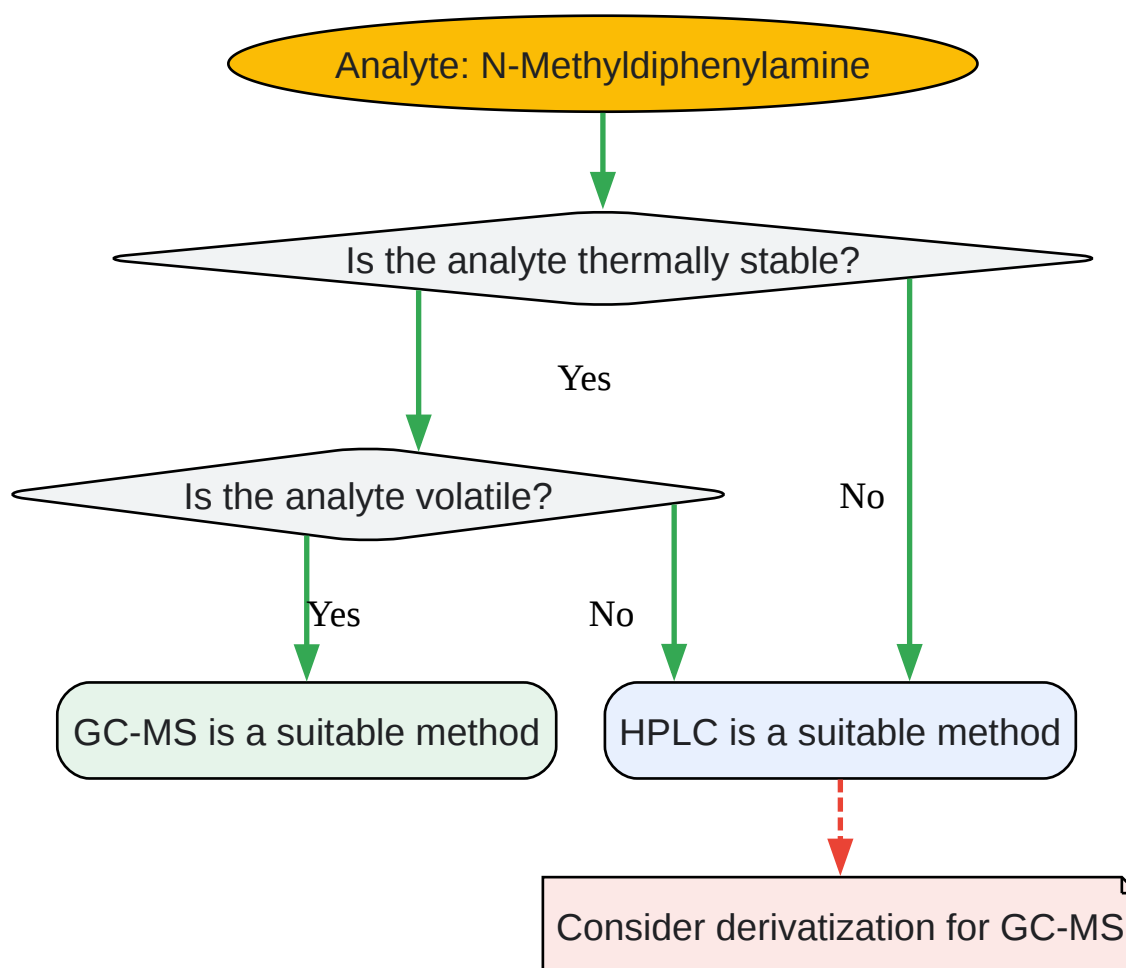 Analyte: N-Methyldiphenylamine
Is the analyte thermally stable?
Yes
Is the analyte volatile?
No
Yes
No
GC-MS is a suitable method
HPLC is a suitable method
Consider derivatization for GC-MS